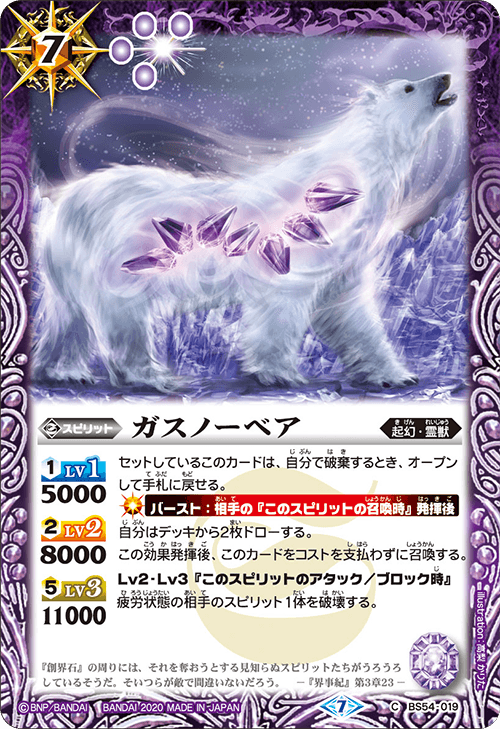 7
スピリット
ガスノーベア
起幻・霊獣
きげん れいじゅう
1 LV1
5000
2 LV2
8000
5 LV3
11000
セットしているこのカードは、自分で破棄するとき、オープン
して手札に戻せる。
バースト：相手の『このスピリットの召喚時』発揮後
自分はデッキから2枚ドローする。
この効果発揮後、このカードをコストを支払わずに召喚する。
Lv2・Lv3『このスピリットのアタック／ブロック時』
疲労状態の相手のスピリット1体を破壊する。
『創界石』の周りには、それを奪おうとする見知らぬスピリットたちがうろうろ
しているそうだ。そいつらが敵で間違いないだろう。 ―『界事紀』第3章23―
illustration:高梨かりた
©BNP/BANDAI BANDAI 2020 MADE IN JAPAN
7
C BS54-019